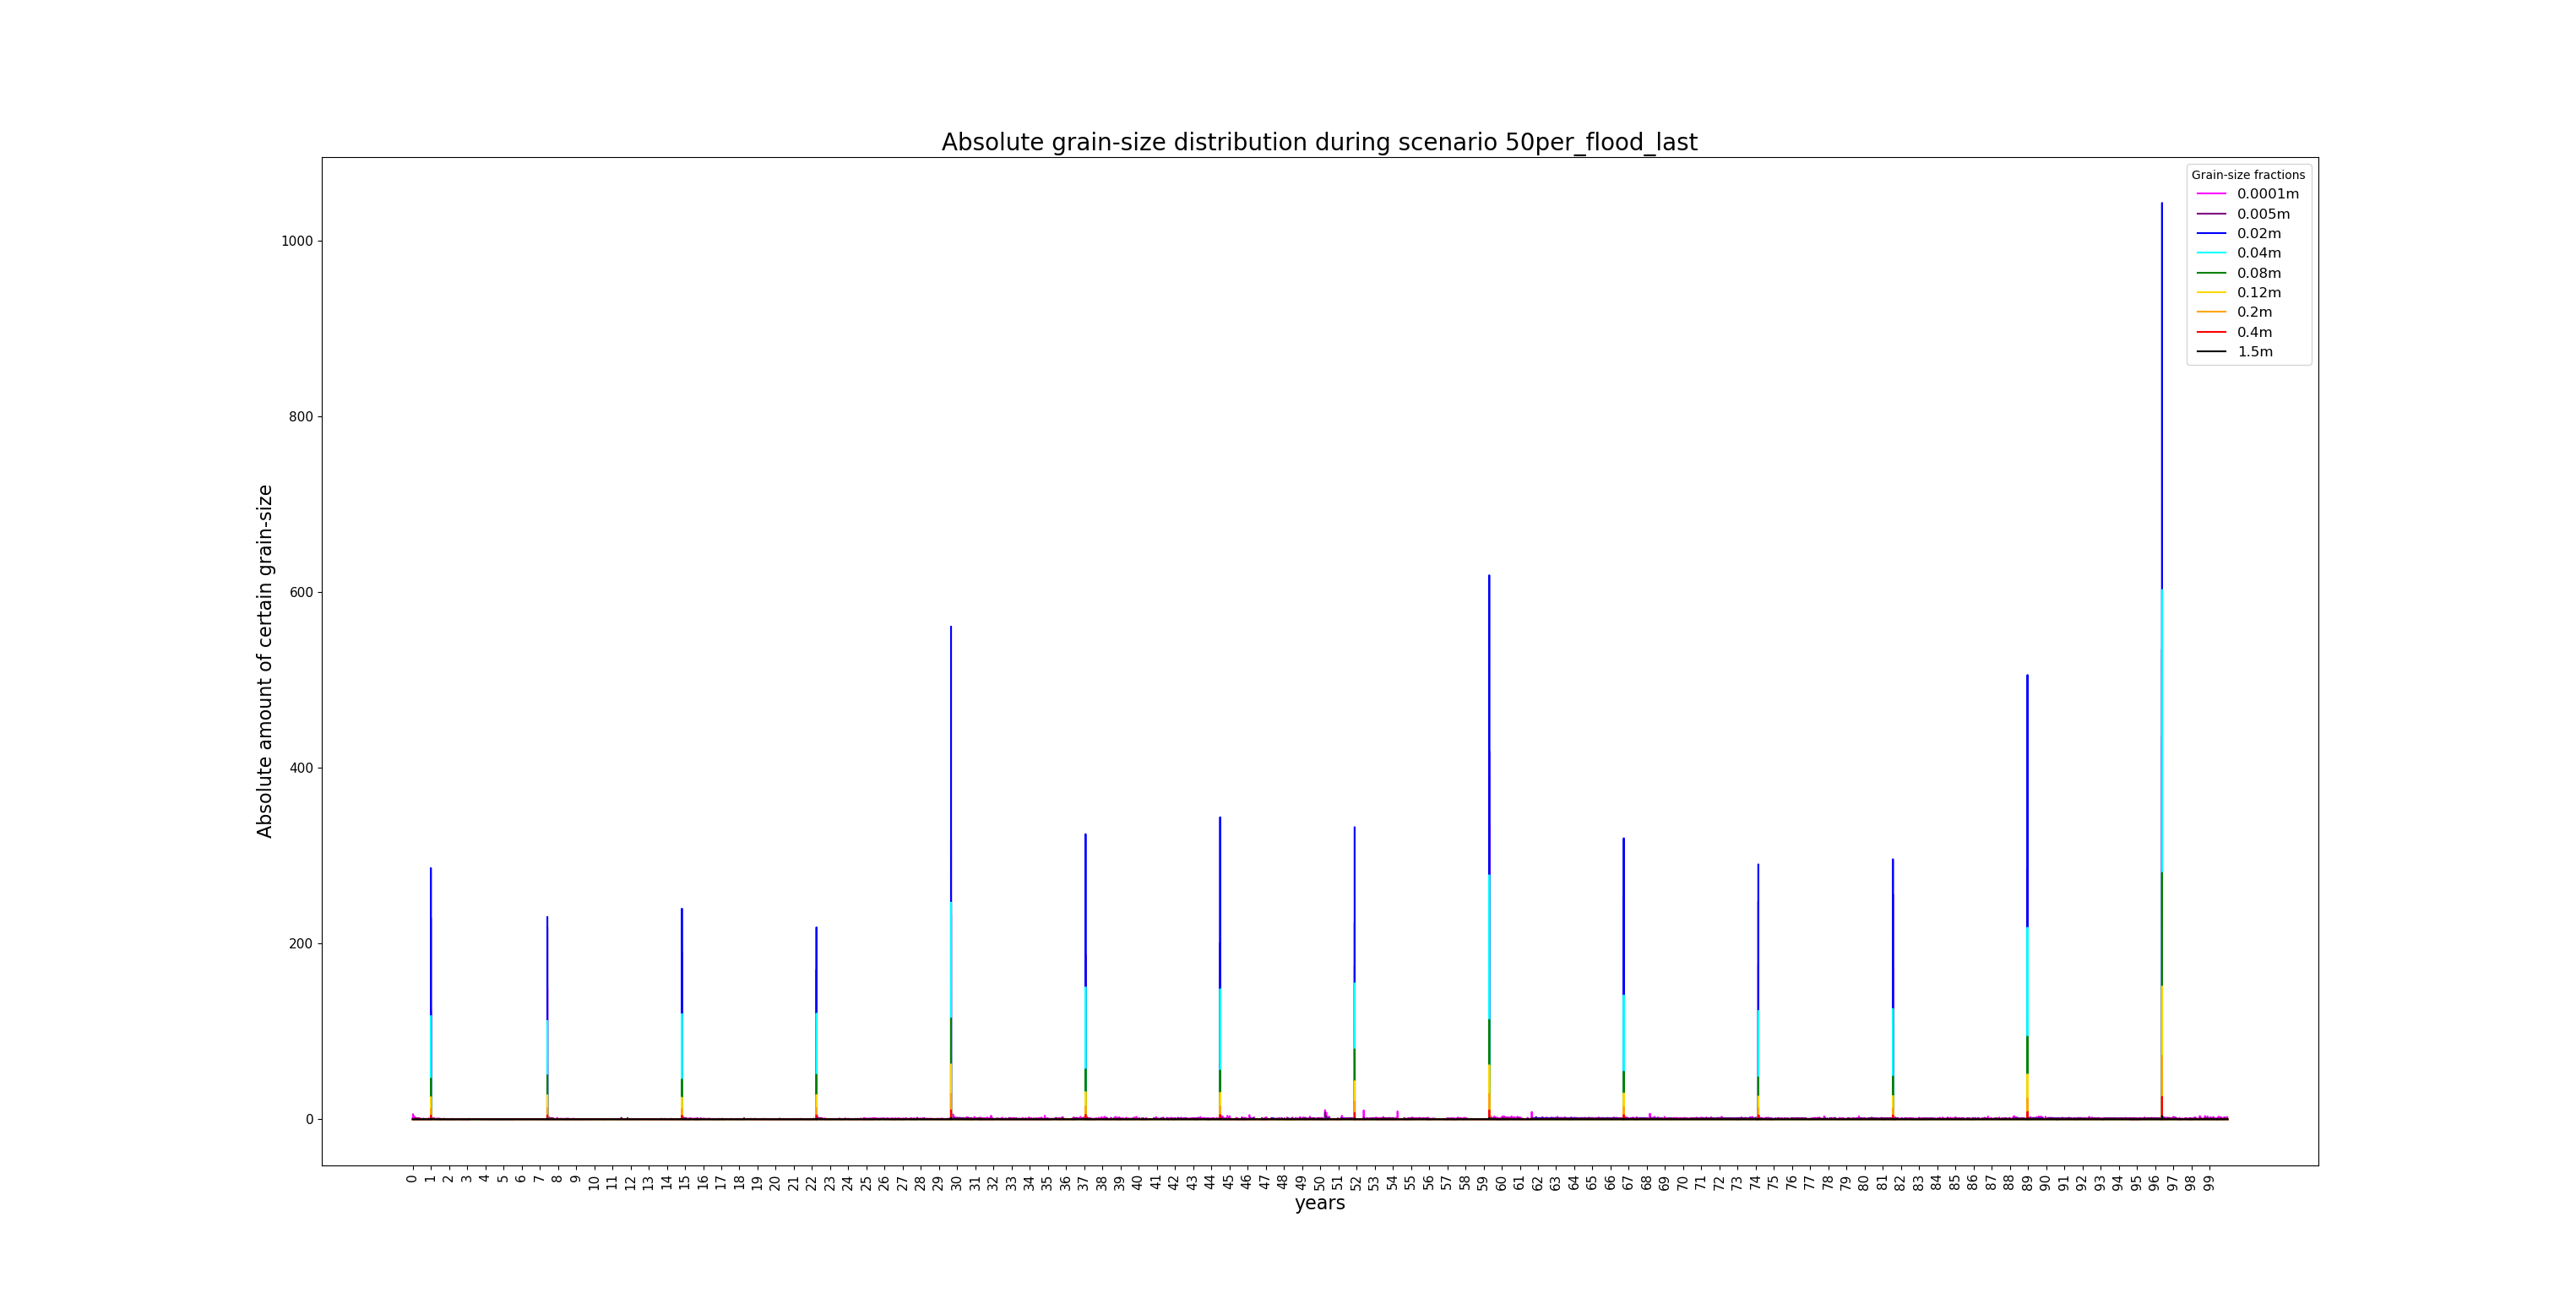 Absolute grain-size distribution during scenario 50per_flood_last
Grain-size fractions
0.0001m
0.005m
0.02m
0.04m
0.08m
0.12m
0.2m
0.4m
1.5m
Absolute amount of certain grain-size
1000
800
600
400
200
0
0 1 2 3 4 5 6 7 8 9 10 11 12 13 14 15 16 17 18 19 20 21 22 23 24 25 26 27 28 29 30 31 32 33 34 35 36 37 38 39 40 41 42 43 44 45 46 47 48 49 50 51 52 53 54 55 56 57 58 59 60 61 62 63 64 65 66 67 68 69 70 71 72 73 74 75 76 77 78 79 80 81 82 83 84 85 86 87 88 89 90 91 92 93 94 95 96 97 98 99
years